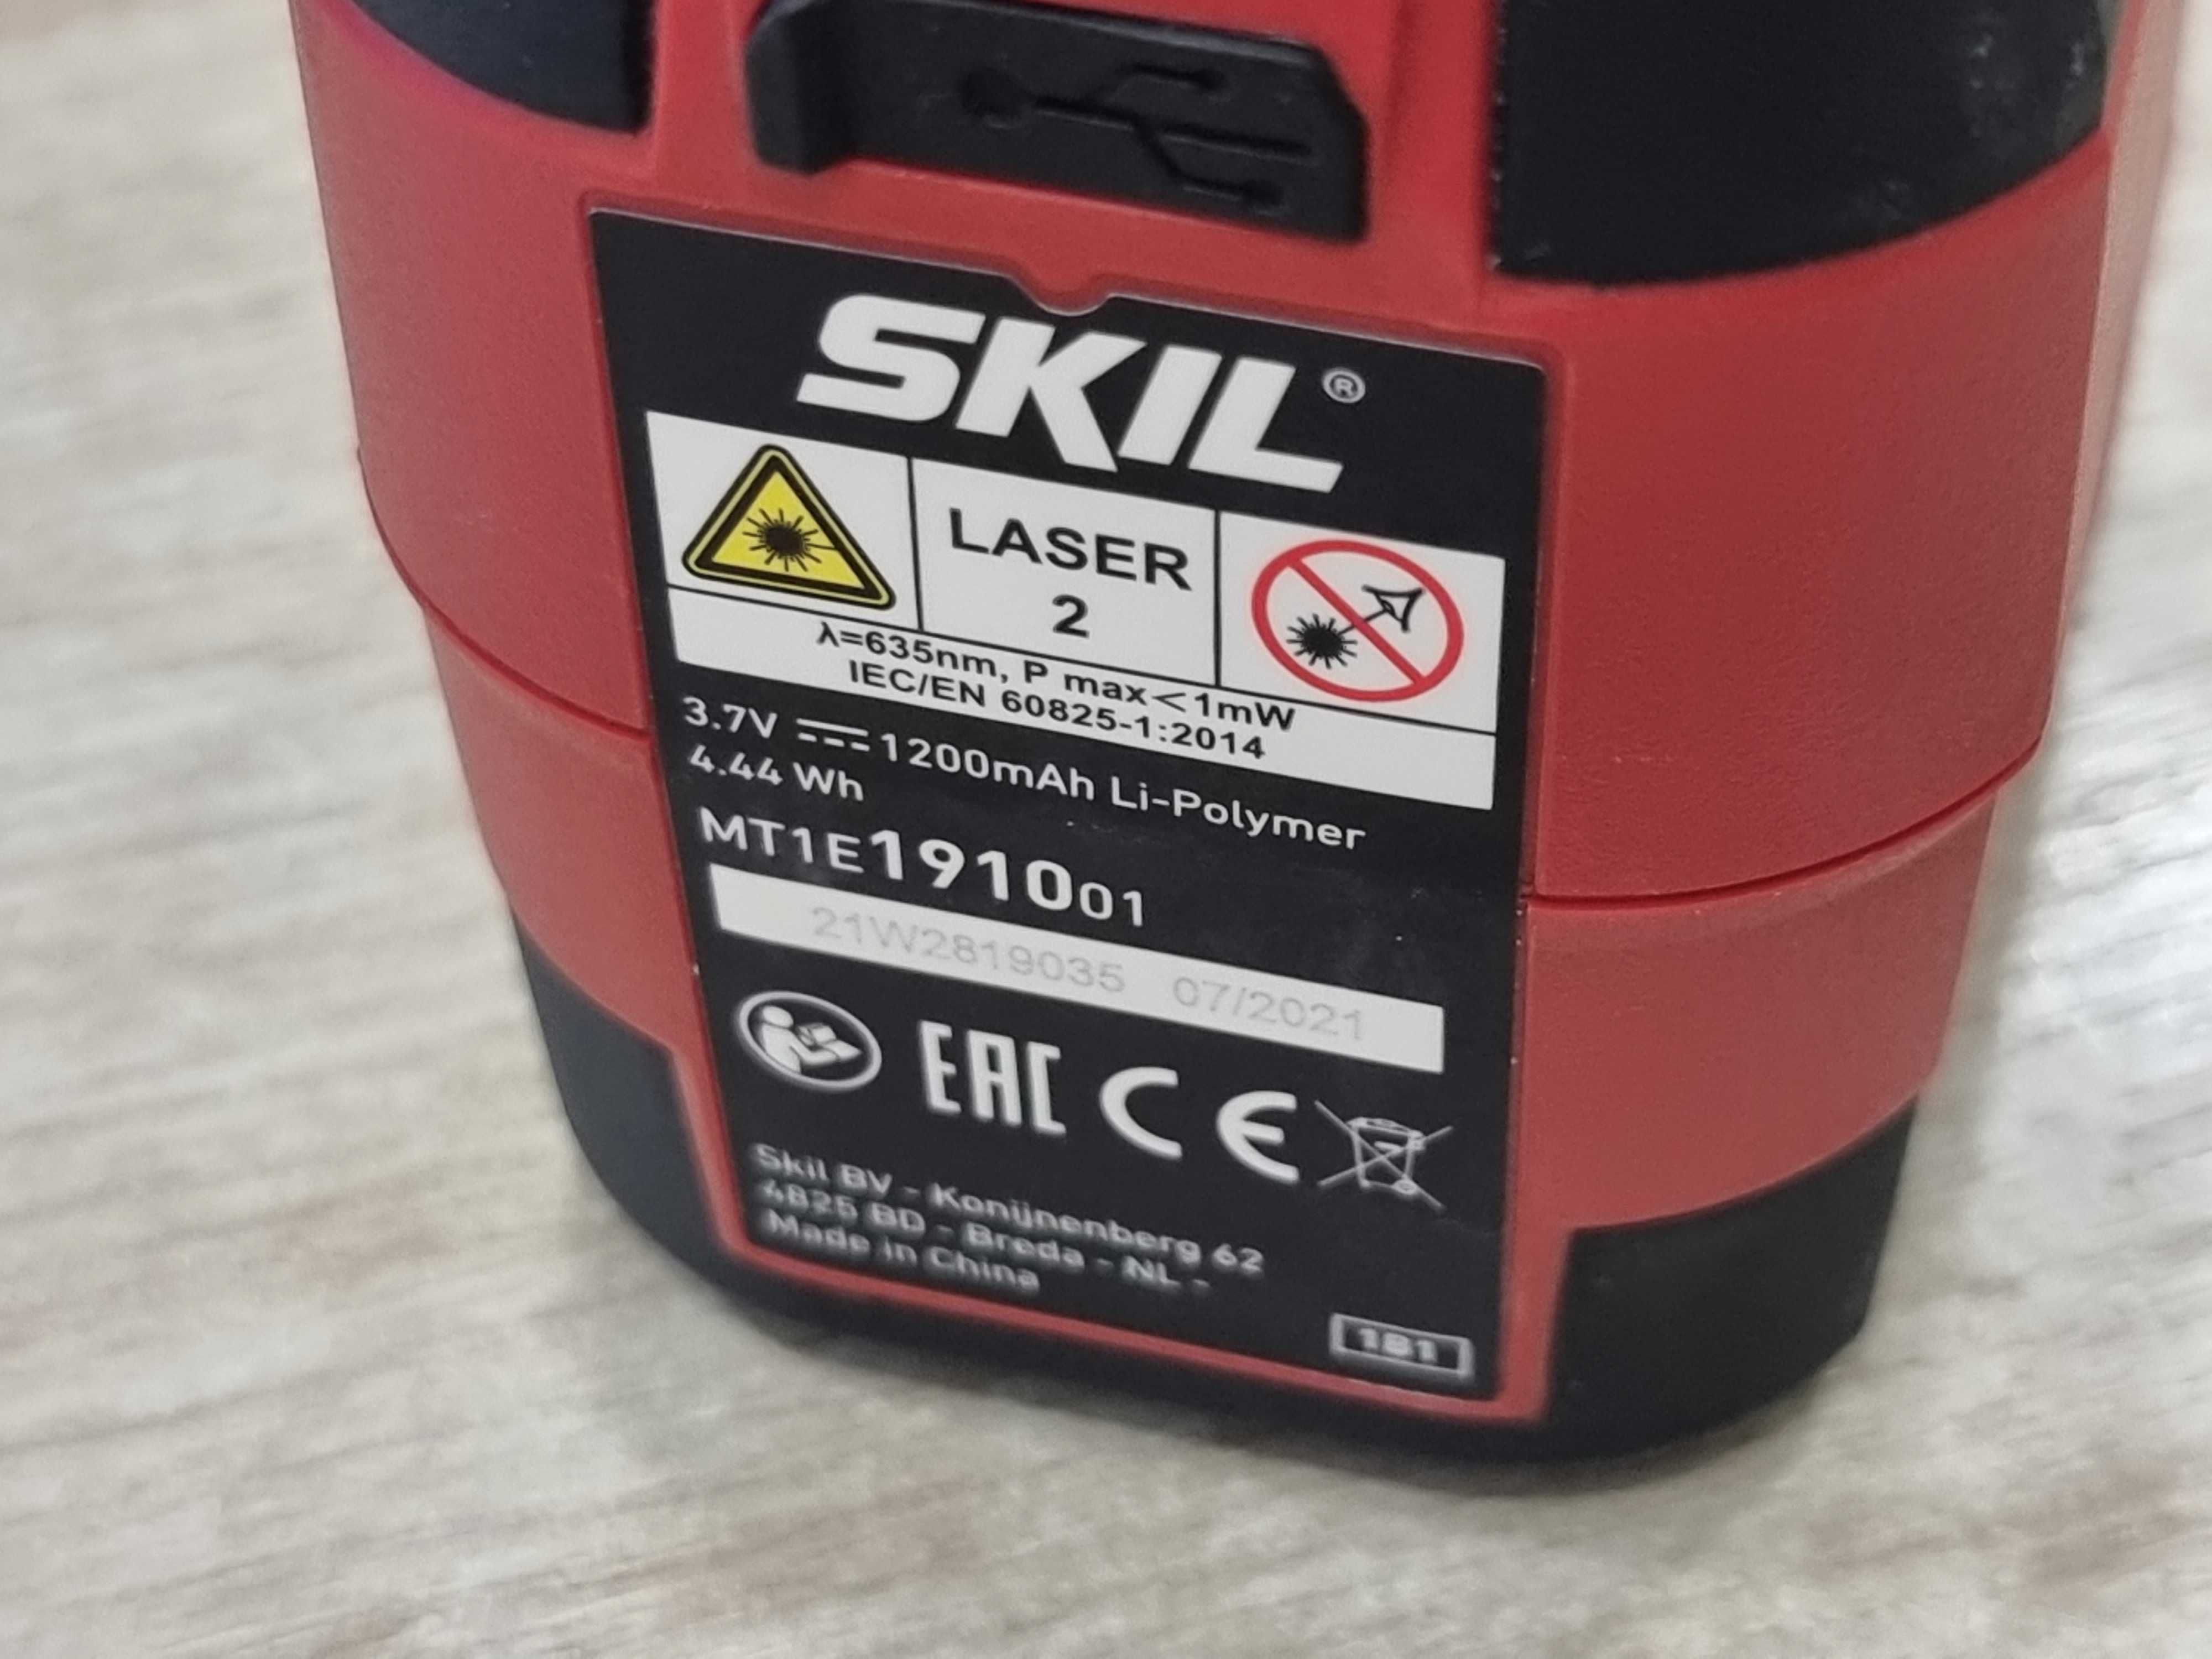 SKIL®
LASER
2
λ=635nm, P max<1mW
IEC/EN 60825-1:2014
3.7V ⎓ 1200mAh Li-Polymer
4.44 Wh
MT1E191001
21W2819035 07/2021
EAC CE
Skil BV - Konijnenberg 62
4825 BD - Breda - NL -
Made in China
1B1